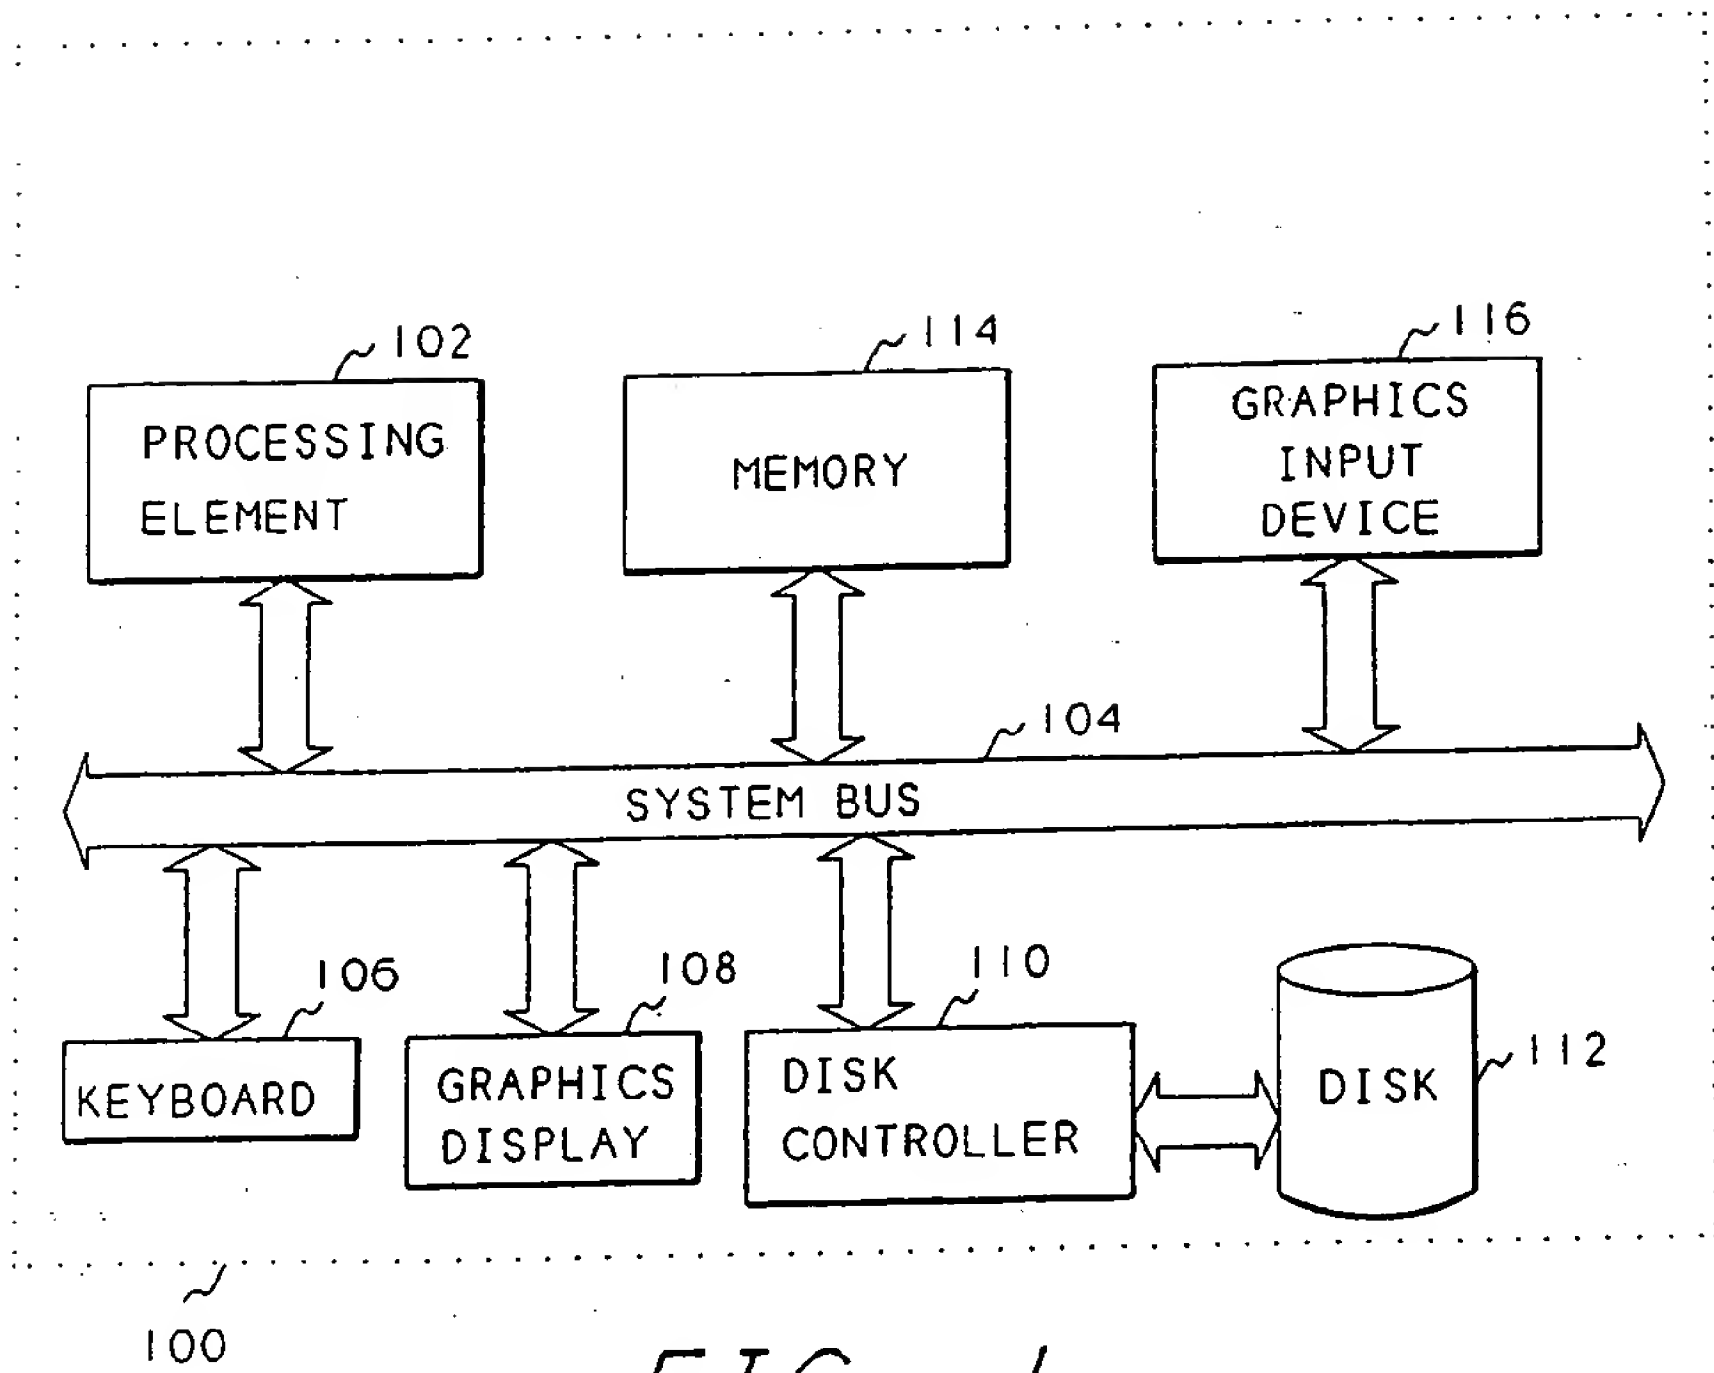 102
114
116
PROCESSING
ELEMENT
MEMORY
GRAPHICS
INPUT
DEVICE
104
SYSTEM BUS
106
108
110
112
KEYBOARD
GRAPHICS
DISPLAY
DISK
CONTROLLER
DISK
100